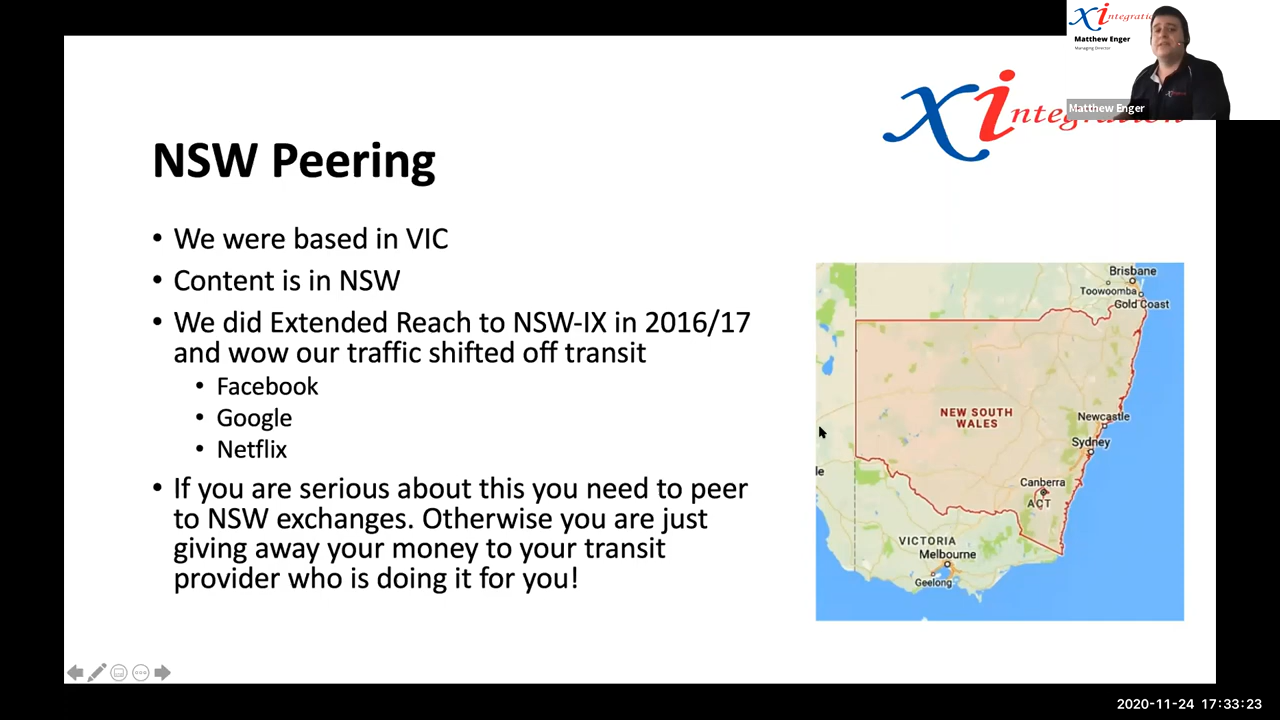 xintegration
Matthew Enger
Managing Director
Matthew Enger
xintegration
NSW Peering
• We were based in VIC
• Content is in NSW
• We did Extended Reach to NSW-IX in 2016/17
and wow our traffic shifted off transit
• Facebook
• Google
• Netflix
• If you are serious about this you need to peer
to NSW exchanges. Otherwise you are just
giving away your money to your transit
provider who is doing it for you!
Brisbane
Toowoomba
Gold Coast
NEW SOUTH
WALES
Newcastle
Sydney
le
Canberra
ACT
VICTORIA
Melbourne
Geelong
2020-11-24 17:33:23